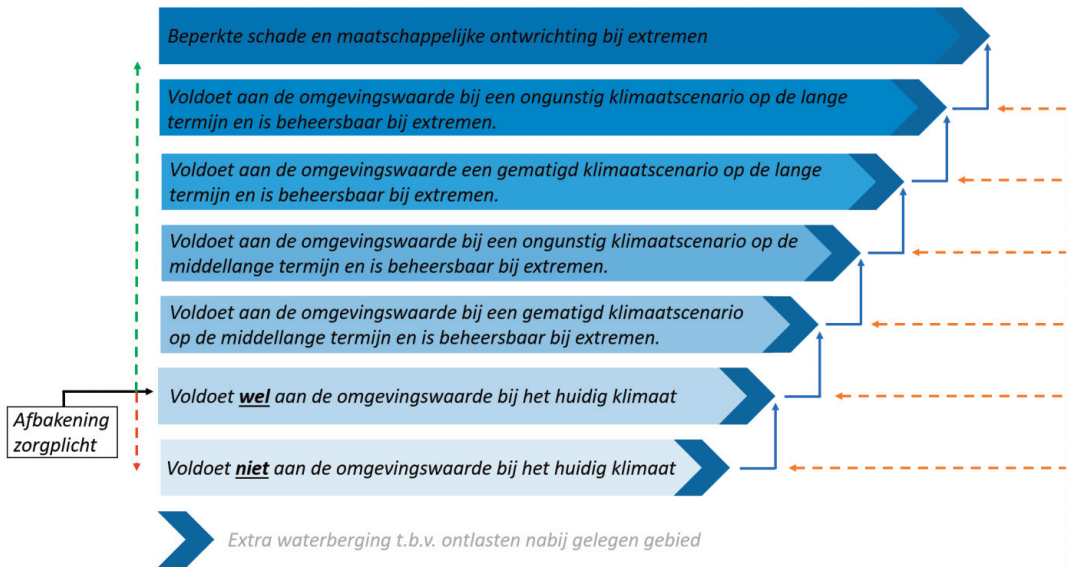 Beperkte schade en maatschappelijke ontwrichting bij extremen
Voldoet aan de omgevingswaarde bij een ongunstig klimaatscenario op de lange
termijn en is beheersbaar bij extremen.
Voldoet aan de omgevingswaarde een gematigd klimaatscenario op de lange
termijn en is beheersbaar bij extremen.
Voldoet aan de omgevingswaarde bij een ongunstig klimaatscenario op de
middellange termijn en is beheersbaar bij extremen.
Voldoet aan de omgevingswaarde bij een gematigd klimaatscenario
op de middellange termijn en is beheersbaar bij extremen.
Voldoet wel aan de omgevingswaarde bij het huidig klimaat
Afbakening
zorgplicht
Voldoet niet aan de omgevingswaarde bij het huidig klimaat
Extra waterberging t.b.v. ontlasten nabij gelegen gebied